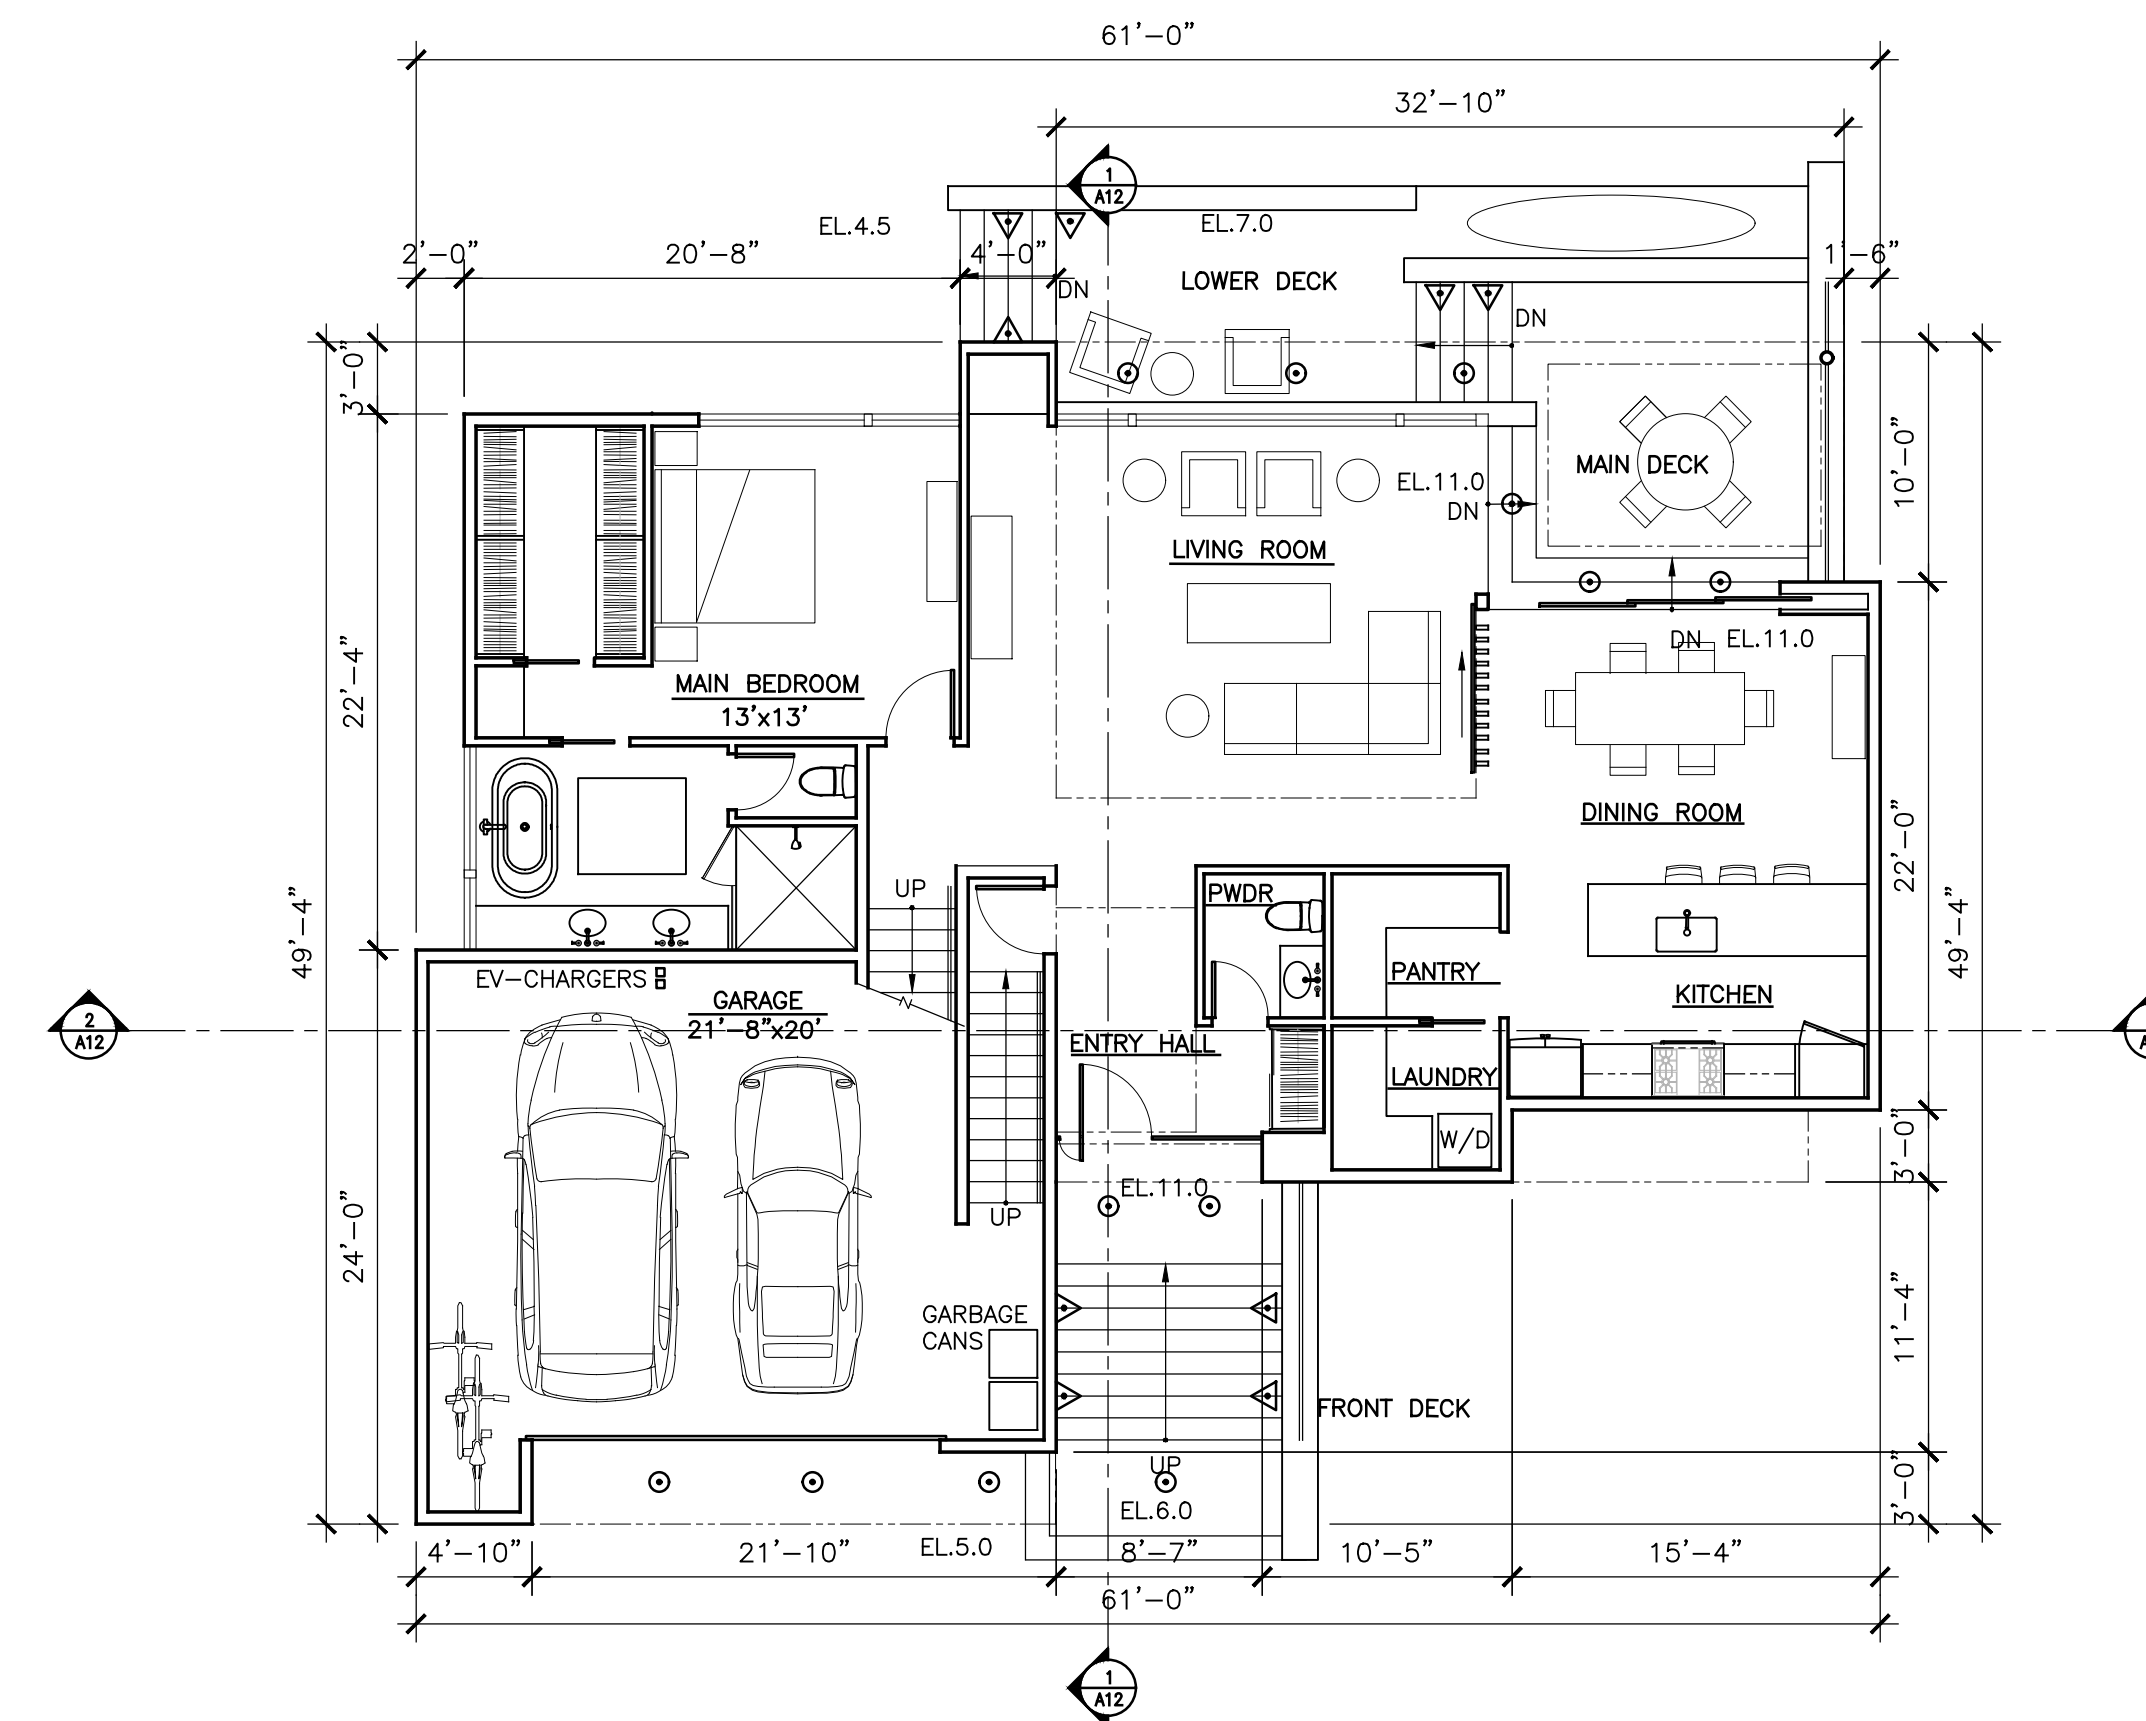 61'-0"
32'-10"
1
A12
EL.4.5
EL.7.0
2'-0"
20'-8"
4'-0"
1'-6"
LOWER DECK
DN
DN
3'-0"
MAIN DECK
10'-0"
EL.11.0
DN
LIVING ROOM
DN
EL.11.0
22'-4"
MAIN BEDROOM
13'x13'
DINING ROOM
22'-0"
UP
PWDR
49'-4"
49'-4"
EV-CHARGERS
PANTRY
GARAGE
21'-8"x20'
KITCHEN
2
A12
ENTRY HALL
LAUNDRY
W/D
3'-0"
EL.11.0
UP
24'-0"
GARBAGE
CANS
11'-4"
FRONT DECK
UP
3'-0"
EL.6.0
EL.5.0
4'-10"
21'-10"
8'-7"
10'-5"
15'-4"
61'-0"
1
A12